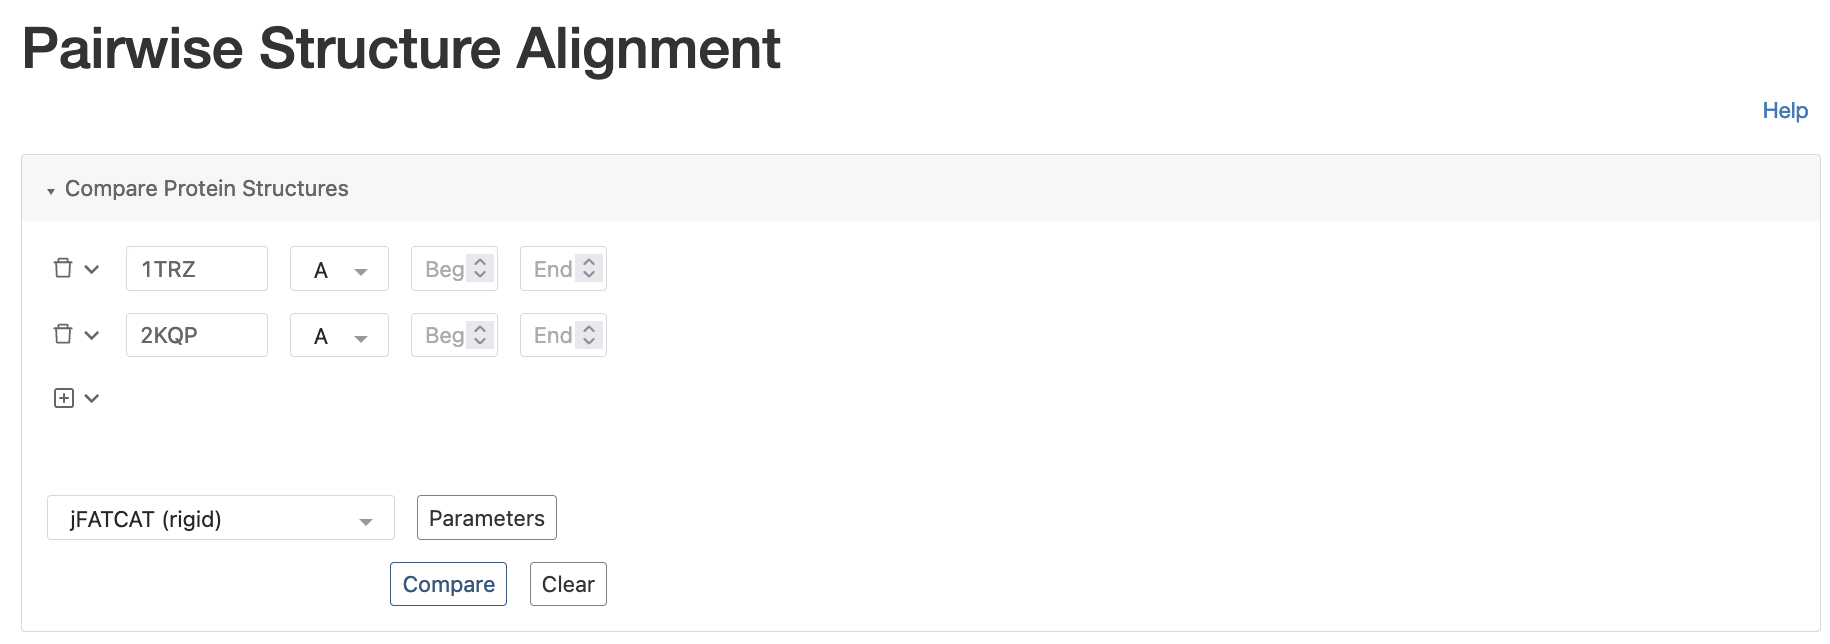 Pairwise Structure Alignment
Help
Compare Protein Structures
1TRZ A Beg End
2KQP A Beg End
jFATCAT (rigid) Parameters
Compare Clear